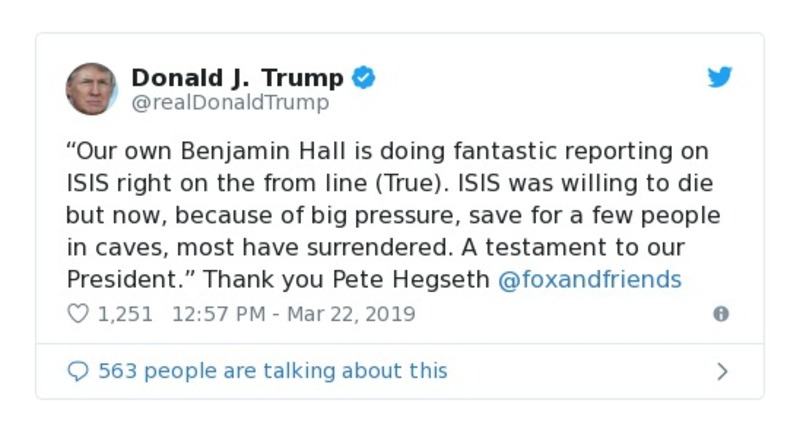 Donald J. Trump
@realDonaldTrump
“Our own Benjamin Hall is doing fantastic reporting on
ISIS right on the from line (True). ISIS was willing to die
but now, because of big pressure, save for a few people
in caves, most have surrendered. A testament to our
President.” Thank you Pete Hegseth @foxandfriends
1,251 12:57 PM - Mar 22, 2019
563 people are talking about this